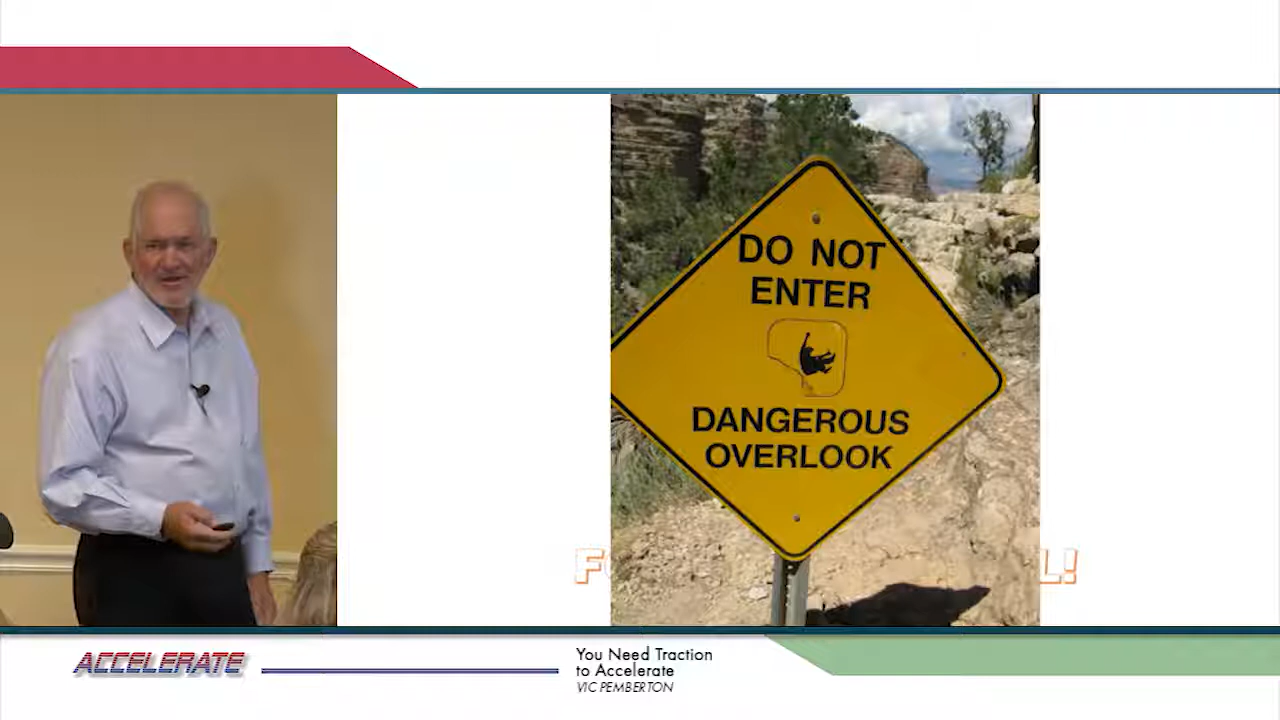 DO NOT
ENTER
DANGEROUS
OVERLOOK
ACCELERATE
You Need Traction
to Accelerate
VIC PEMBERTON